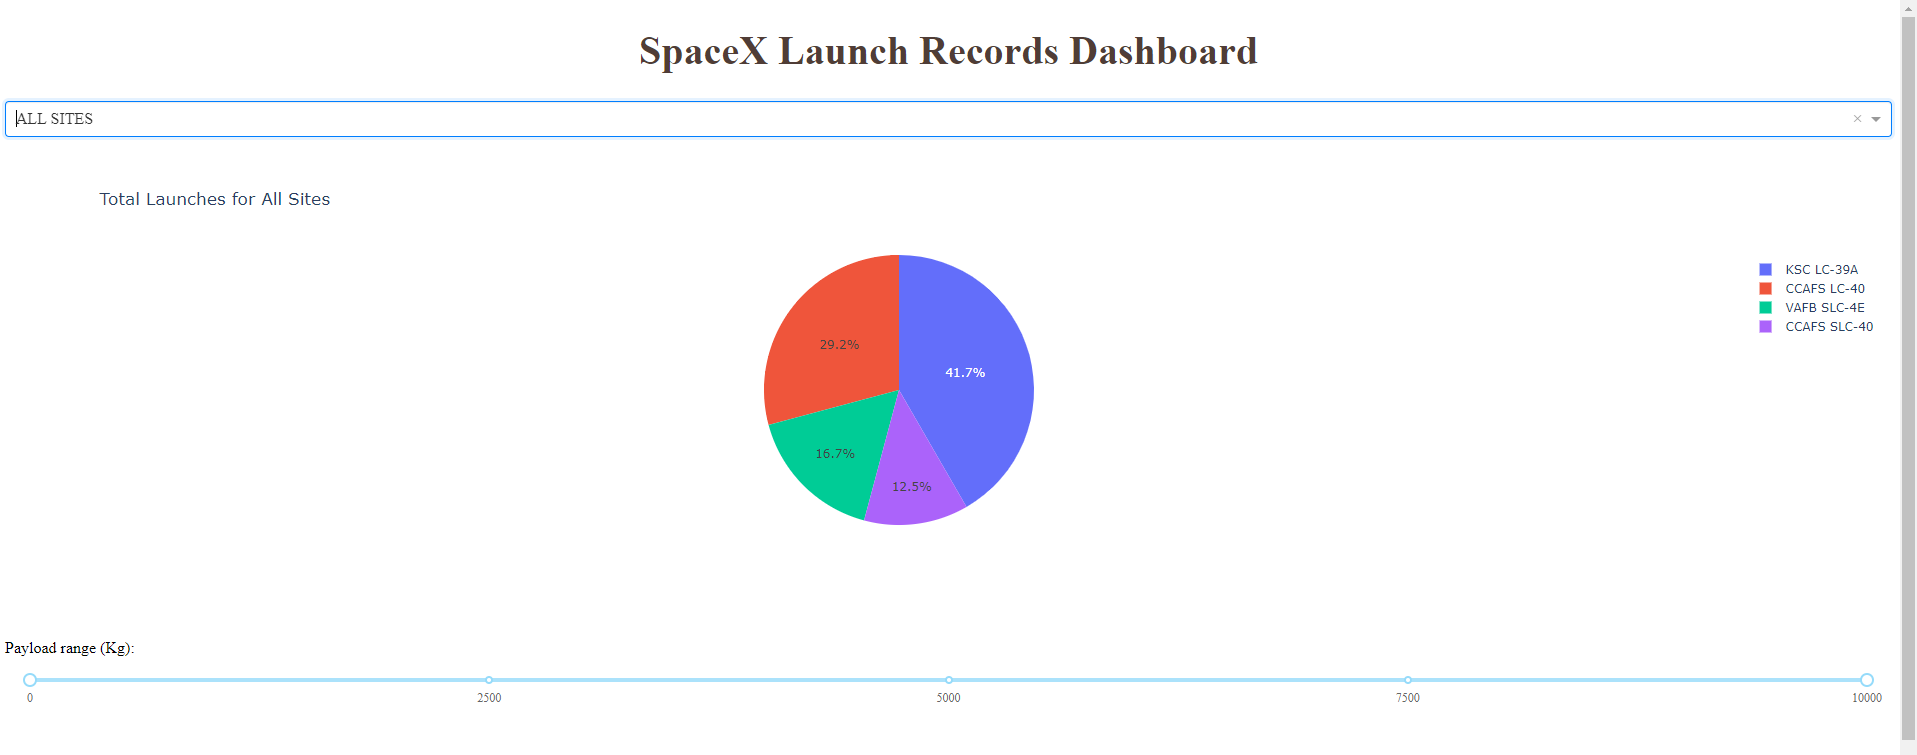 SpaceX Launch Records Dashboard
ALL SITES
Total Launches for All Sites
KSC LC-39A
CCAFS LC-40
VAFB SLC-4E
CCAFS SLC-40
29.2%
41.7%
16.7%
12.5%
Payload range (Kg):
0 2500 5000 7500 10000